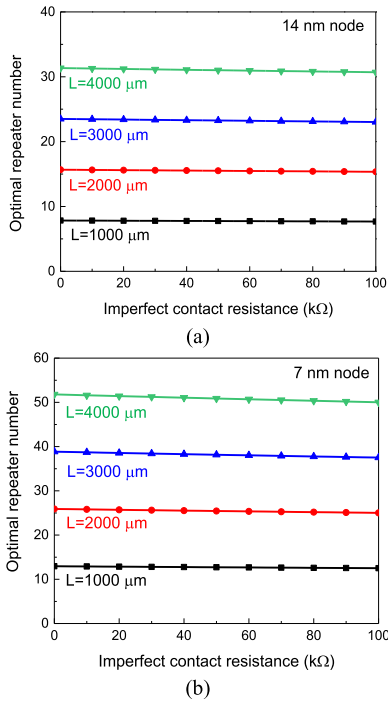 40
14 nm node
30
L=4000 μm
20
L=3000 μm
10
L=2000 μm
L=1000 μm
0
0 20 40 60 80 100
Optimal repeater number
Imperfect contact resistance (kΩ)
(a)
60
7 nm node
50
L=4000 μm
40
L=3000 μm
30
20
L=2000 μm
10
L=1000 μm
0
0 20 40 60 80 100
Optimal repeater number
Imperfect contact resistance (kΩ)
(b)